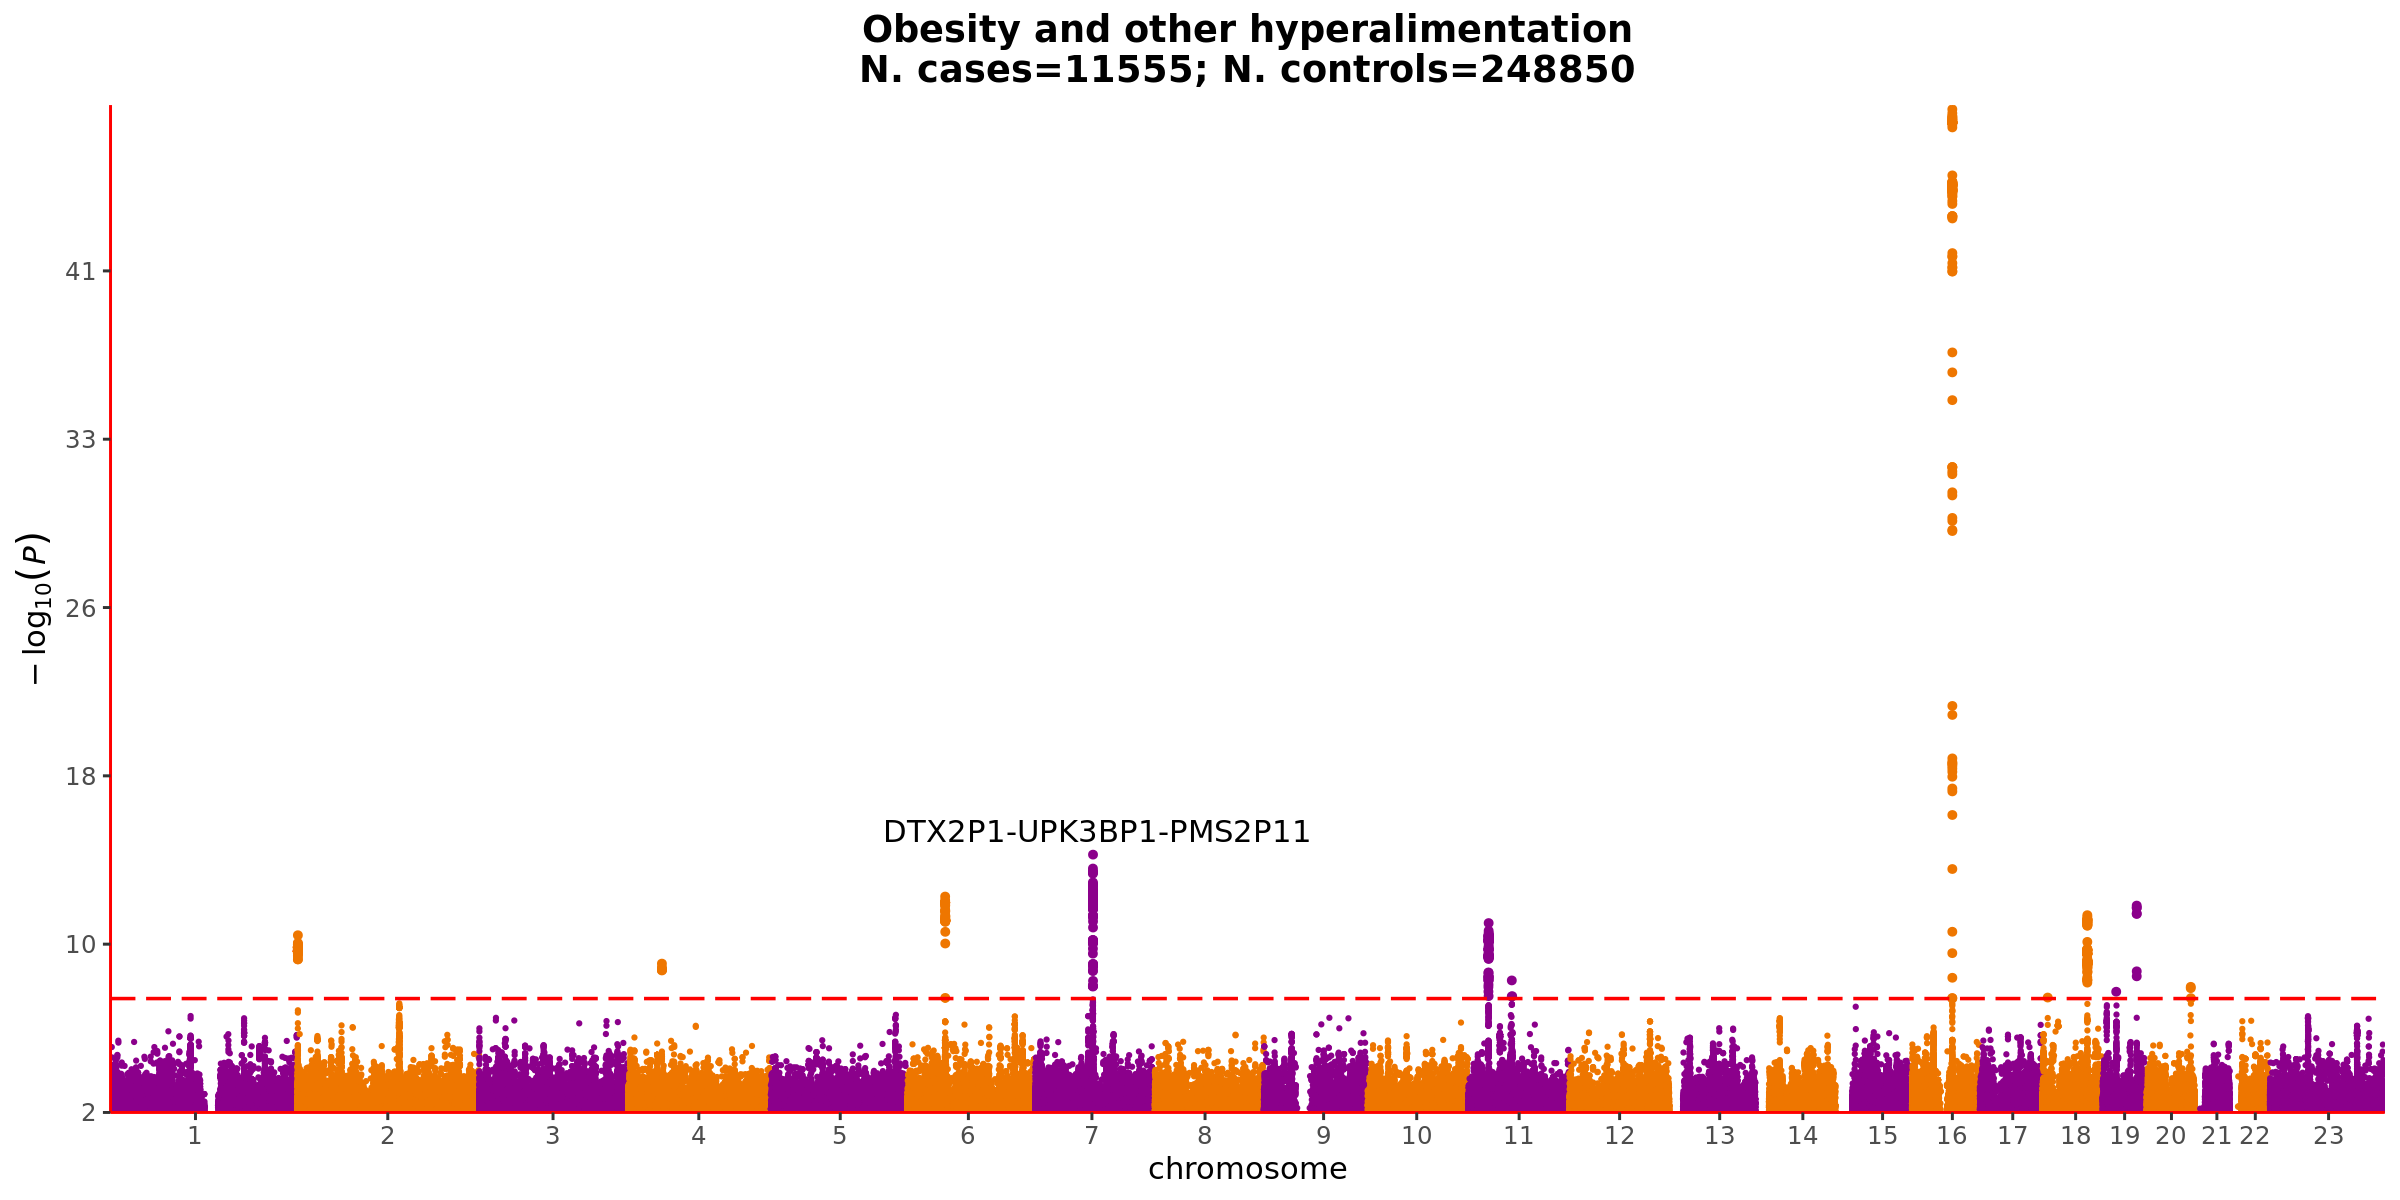 Obesity and other hyperalimentation
N. cases=11555; N. controls=248850
41
33
26
18
10
2
−log10(P)
DTX2P1-UPK3BP1-PMS2P11
1 2 3 4 5 6 7 8 9 10 11 12 13 14 15 16 17 18 19 20 21 22 23
chromosome